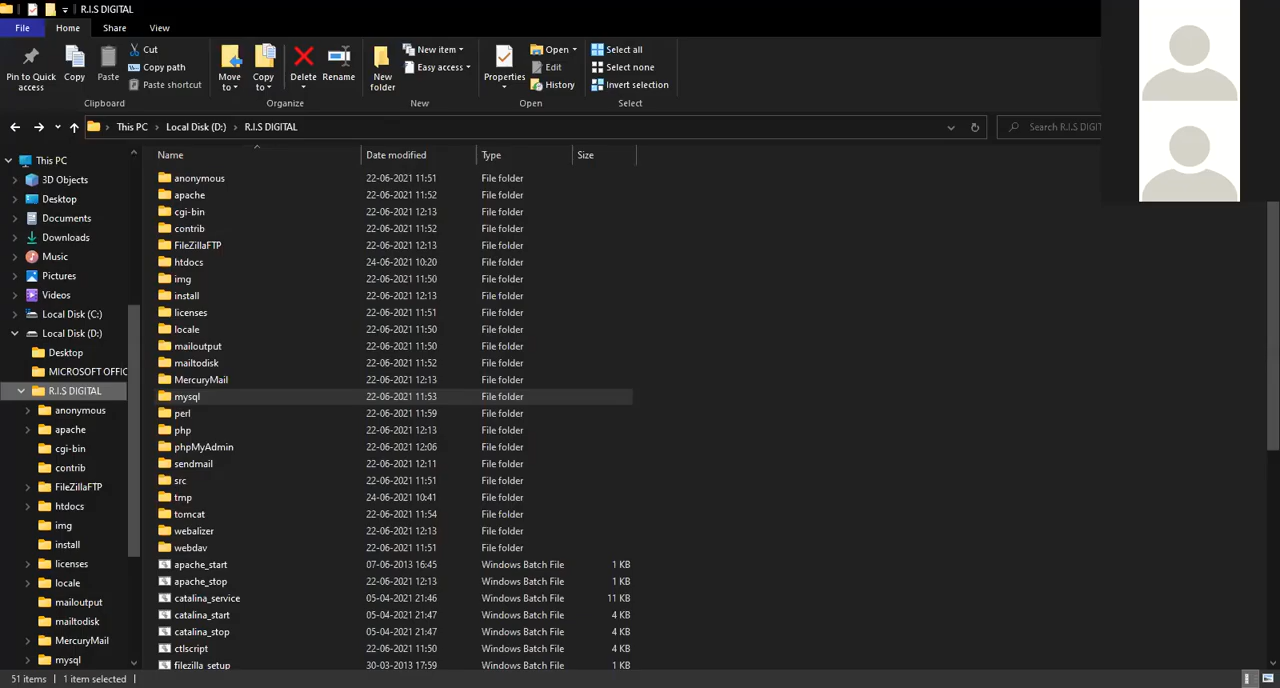 R.I.S DIGITAL
File Home Share View
Pin to Quick access
Copy
Paste
Cut
Copy path
Paste shortcut
Clipboard
Move to
Copy to
Delete
Rename
Organize
New folder
New item
Easy access
New
Properties
Open
Edit
History
Open
Select all
Select none
Invert selection
Select
This PC Local Disk (D:) R.I.S DIGITAL
Search R.I.S DIGIT
This PC
3D Objects
Desktop
Documents
Downloads
Music
Pictures
Videos
Local Disk (C:)
Local Disk (D:)
Desktop
MICROSOFT OFFIC
R.I.S DIGITAL
anonymous
apache
cgi-bin
contrib
FileZillaFTP
htdocs
img
install
licenses
locale
mailoutput
mailtodisk
MercuryMail
mysql
Name Date modified Type Size
anonymous 22-06-2021 11:51 File folder
apache 22-06-2021 11:52 File folder
cgi-bin 22-06-2021 12:13 File folder
contrib 22-06-2021 11:52 File folder
FileZillaFTP 22-06-2021 12:13 File folder
htdocs 24-06-2021 10:20 File folder
img 22-06-2021 11:50 File folder
install 22-06-2021 12:13 File folder
licenses 22-06-2021 11:51 File folder
locale 22-06-2021 11:50 File folder
mailoutput 22-06-2021 11:50 File folder
mailtodisk 22-06-2021 11:52 File folder
MercuryMail 22-06-2021 12:13 File folder
mysql 22-06-2021 11:53 File folder
perl 22-06-2021 11:59 File folder
php 22-06-2021 12:13 File folder
phpMyAdmin 22-06-2021 12:06 File folder
sendmail 22-06-2021 12:11 File folder
src 22-06-2021 11:51 File folder
tmp 24-06-2021 10:41 File folder
tomcat 22-06-2021 11:54 File folder
webalizer 22-06-2021 12:13 File folder
webdav 22-06-2021 11:51 File folder
apache_start 07-06-2013 16:45 Windows Batch File 1 KB
apache_stop 22-06-2021 12:13 Windows Batch File 1 KB
catalina_service 05-04-2021 21:46 Windows Batch File 11 KB
catalina_start 05-04-2021 21:47 Windows Batch File 4 KB
catalina_stop 05-04-2021 21:47 Windows Batch File 4 KB
ctlscript 22-06-2021 11:50 Windows Batch File 4 KB
filezilla_setup 30-03-2013 17:59 Windows Batch File 1 KB
51 items 1 item selected